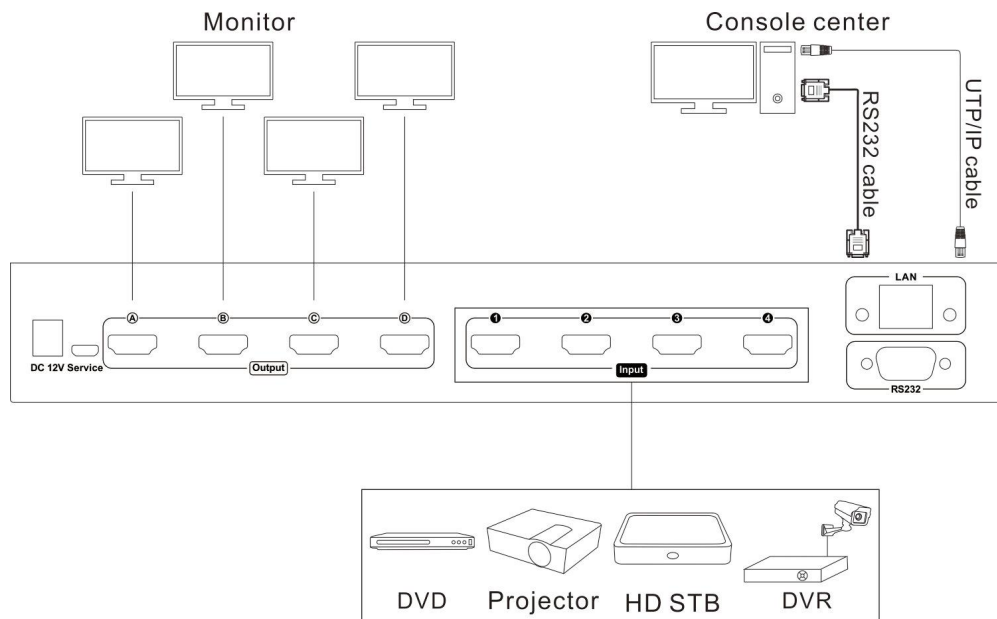 Monitor
Console center
RS232 cable
UTP/IP cable
LAN
A B C D
1 2 3 4
DC 12V Service
Output
Input
RS232
DVD
Projector
HD STB
DVR